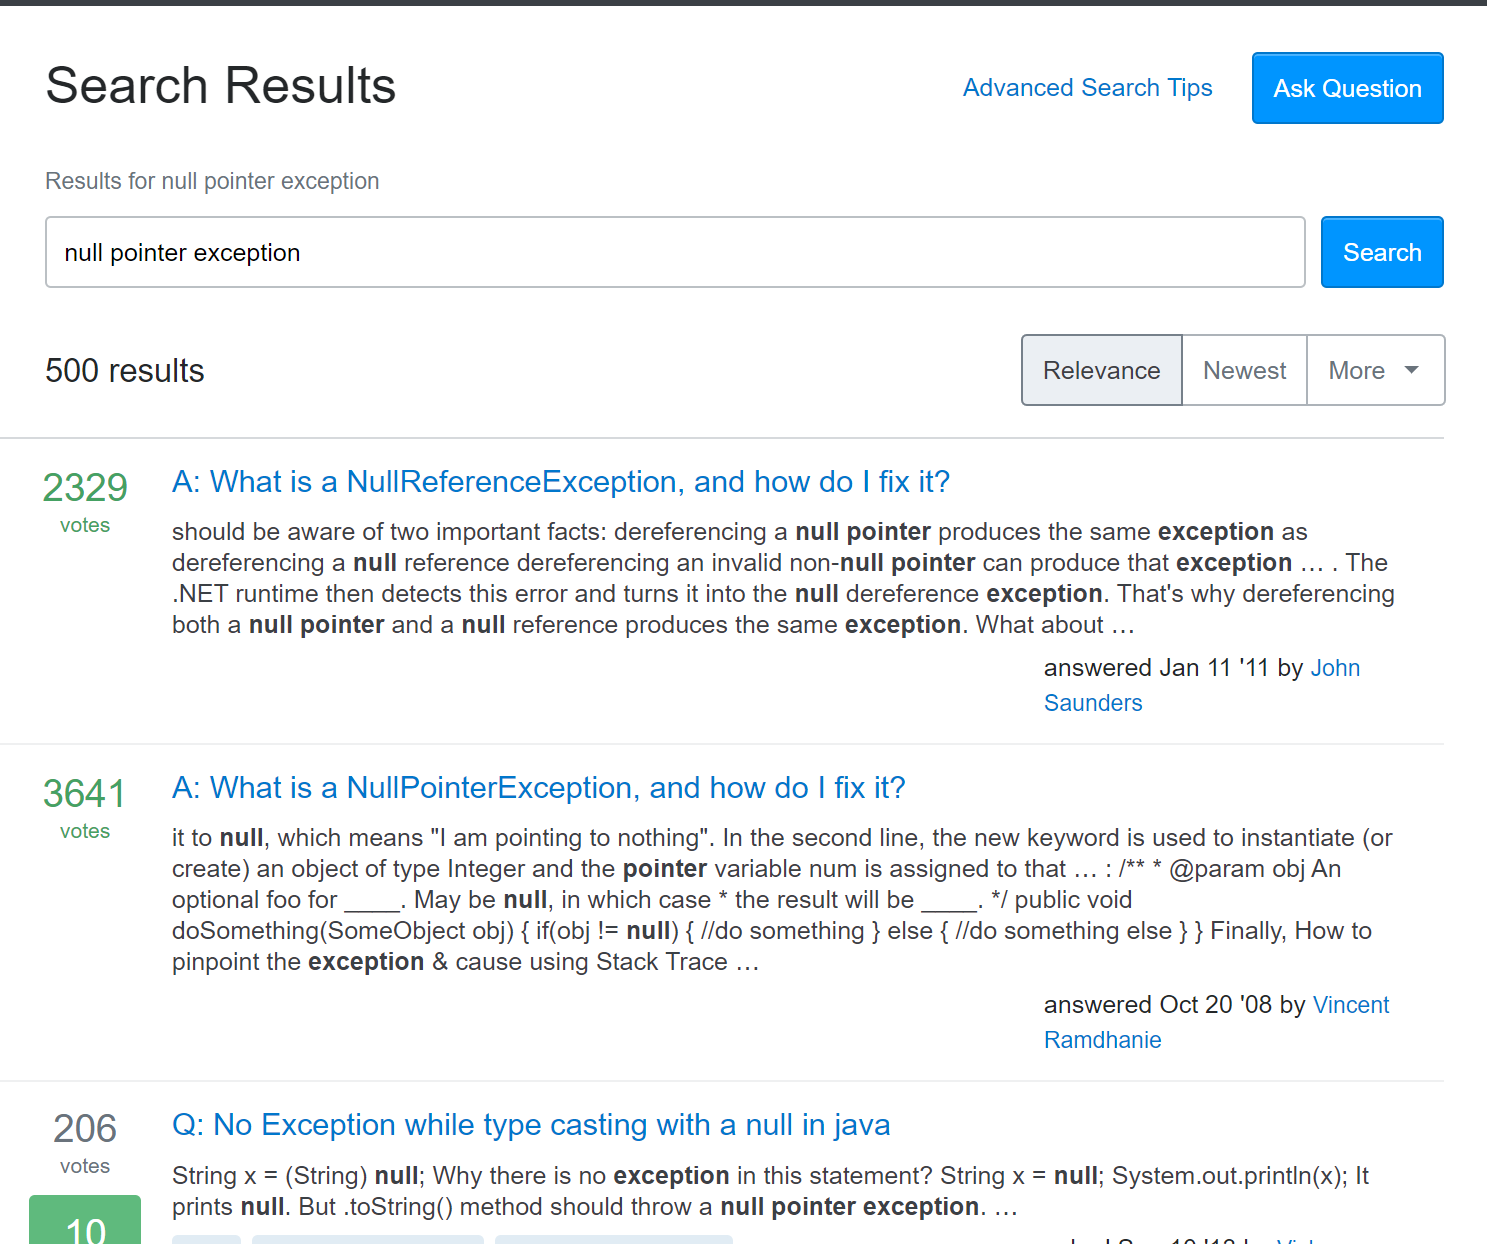 Search Results
Advanced Search Tips
Ask Question
Results for null pointer exception
null pointer exception
Search
500 results
Relevance
Newest
More
2329
votes
A: What is a NullReferenceException, and how do I fix it?
should be aware of two important facts: dereferencing a null pointer produces the same exception as
dereferencing a null reference dereferencing an invalid non-null pointer can produce that exception … . The
.NET runtime then detects this error and turns it into the null dereference exception. That's why dereferencing
both a null pointer and a null reference produces the same exception. What about …
answered Jan 11 '11 by John
Saunders
3641
votes
A: What is a NullPointerException, and how do I fix it?
it to null, which means "I am pointing to nothing". In the second line, the new keyword is used to instantiate (or
create) an object of type Integer and the pointer variable num is assigned to that … : /** * @param obj An
optional foo for ____. May be null, in which case * the result will be ____. */ public void
doSomething(SomeObject obj) { if(obj != null) { //do something } else { //do something else } } Finally, How to
pinpoint the exception & cause using Stack Trace …
answered Oct 20 '08 by Vincent
Ramdhanie
206
votes
Q: No Exception while type casting with a null in java
String x = (String) null; Why there is no exception in this statement? String x = null; System.out.println(x); It
prints null. But .toString() method should throw a null pointer exception. …
10